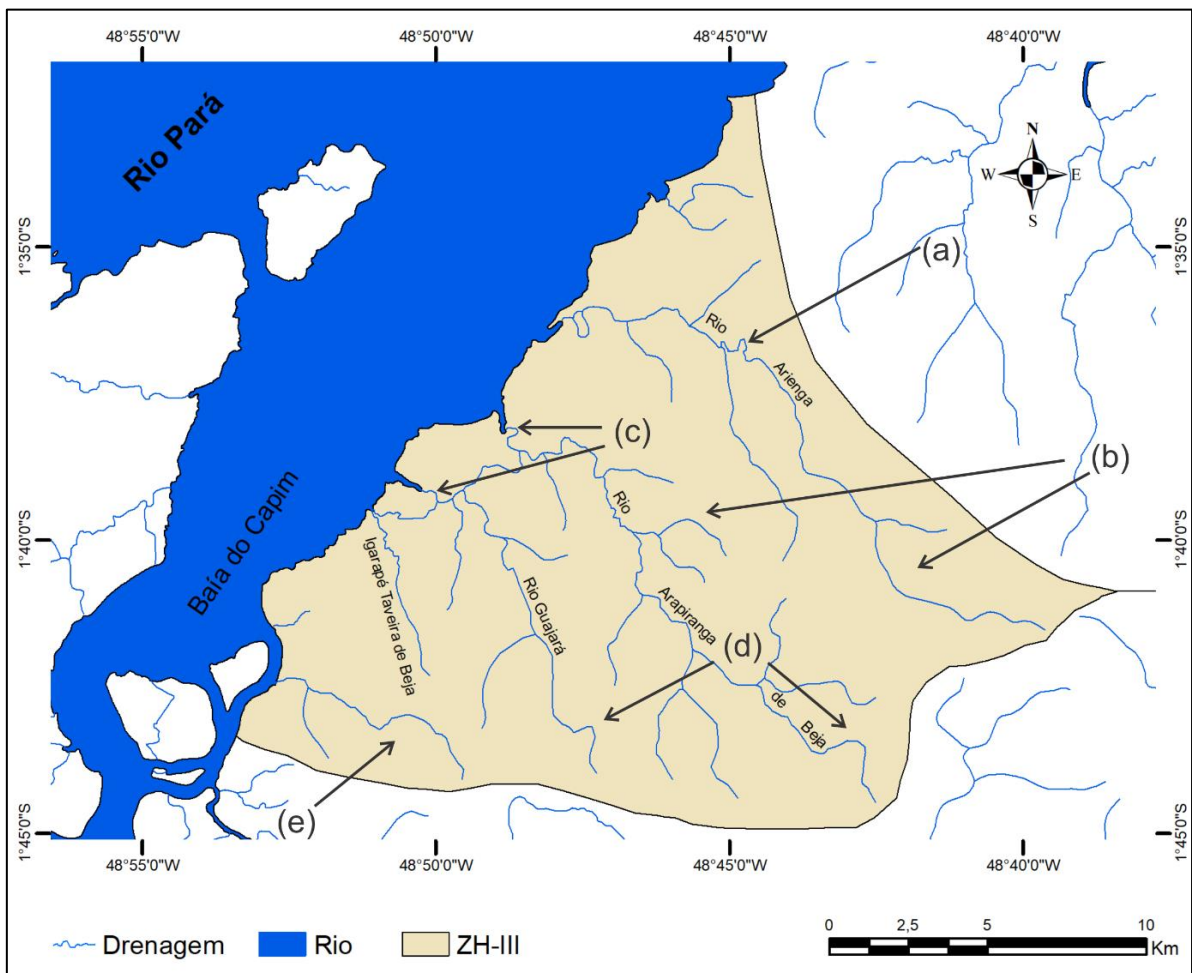 48°55'0"W
48°50'0"W
48°45'0"W
48°40'0"W
Rio Pará
N
W
E
S
1°35'0"S
1°35'0"S
(a)
Rio
Arienga
(c)
(b)
Baía do Capim
Rio
1°40'0"S
1°40'0"S
Igarapé Taveira de Beja
Rio Guajará
Arapiranga
(d)
de
Beja
(e)
1°45'0"S
1°45'0"S
48°55'0"W
48°50'0"W
48°45'0"W
48°40'0"W
Drenagem
Rio
ZH-III
0
2,5
5
10
Km